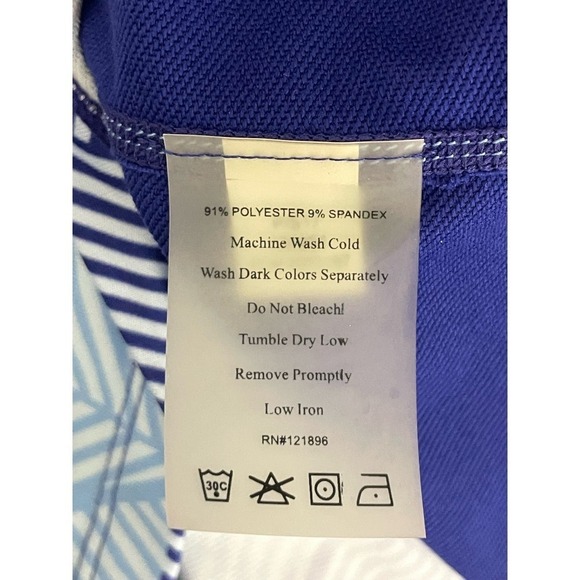 91% POLYESTER 9% SPANDEX
Machine Wash Cold
Wash Dark Colors Separately
Do Not Bleach!
Tumble Dry Low
Remove Promptly
Low Iron
RN#121896
30C